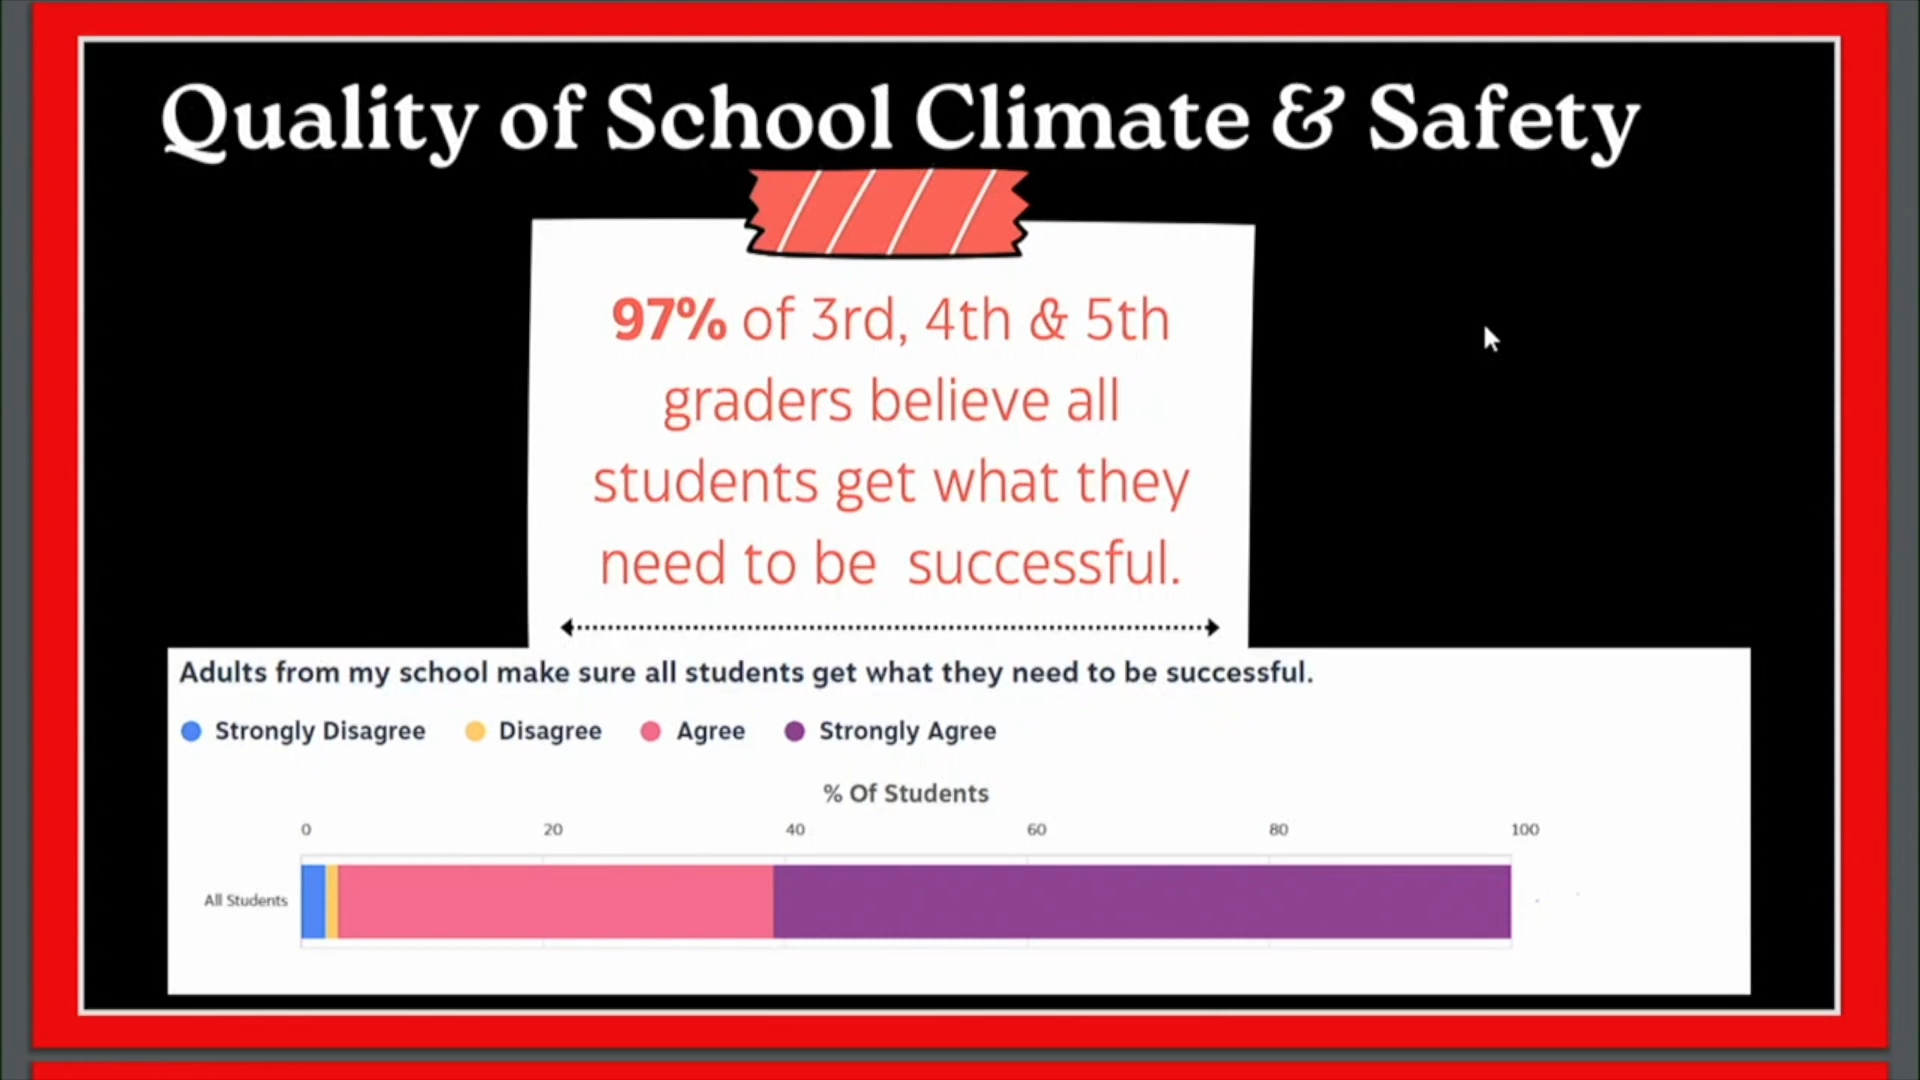 Quality of School Climate & Safety
97% of 3rd, 4th & 5th
graders believe all
students get what they
need to be successful.
Adults from my school make sure all students get what they need to be successful.
Strongly Disagree Disagree Agree Strongly Agree
% Of Students
0 20 40 60 80 100
All Students